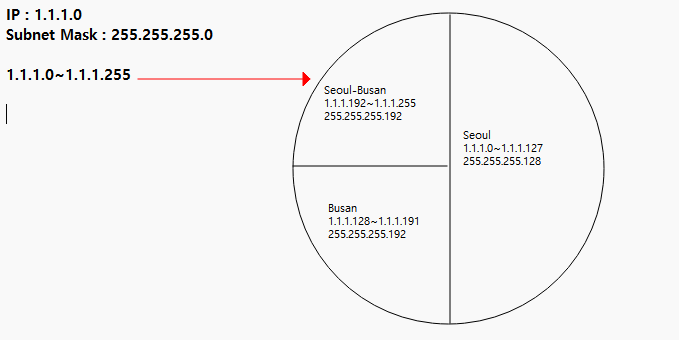 IP : 1.1.1.0
Subnet Mask : 255.255.255.0
1.1.1.0~1.1.1.255
Seoul-Busan
1.1.1.192~1.1.1.255
255.255.255.192
Seoul
1.1.1.0~1.1.1.127
255.255.255.128
Busan
1.1.1.128~1.1.1.191
255.255.255.192